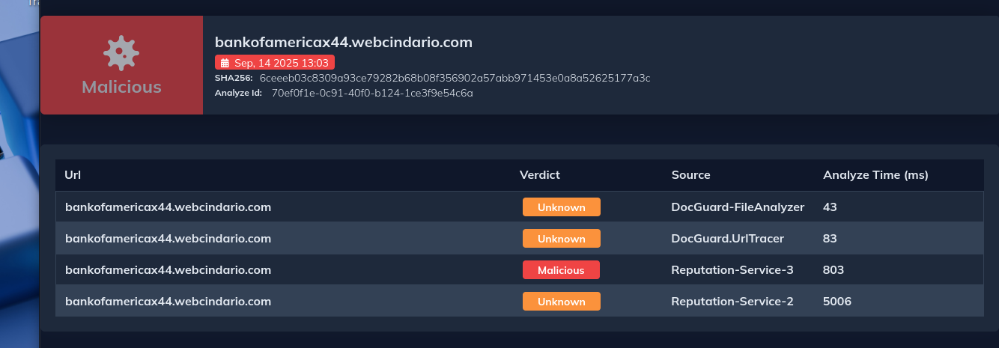 bankofamericax44.webcindario.com
Sep, 14 2025 13:03
Malicious
SHA256: 6ceeeb03c8309a93ce79282b68b08f356902a57abb971453e0a8a52625177a3c
Analyze Id: 70ef0f1e-0c91-40f0-b124-1ce3f9e54c6a
Url Verdict Source Analyze Time (ms)
bankofamericax44.webcindario.com Unknown DocGuard-FileAnalyzer 43
bankofamericax44.webcindario.com Unknown DocGuard.UrlTracer 83
bankofamericax44.webcindario.com Malicious Reputation-Service-3 803
bankofamericax44.webcindario.com Unknown Reputation-Service-2 5006